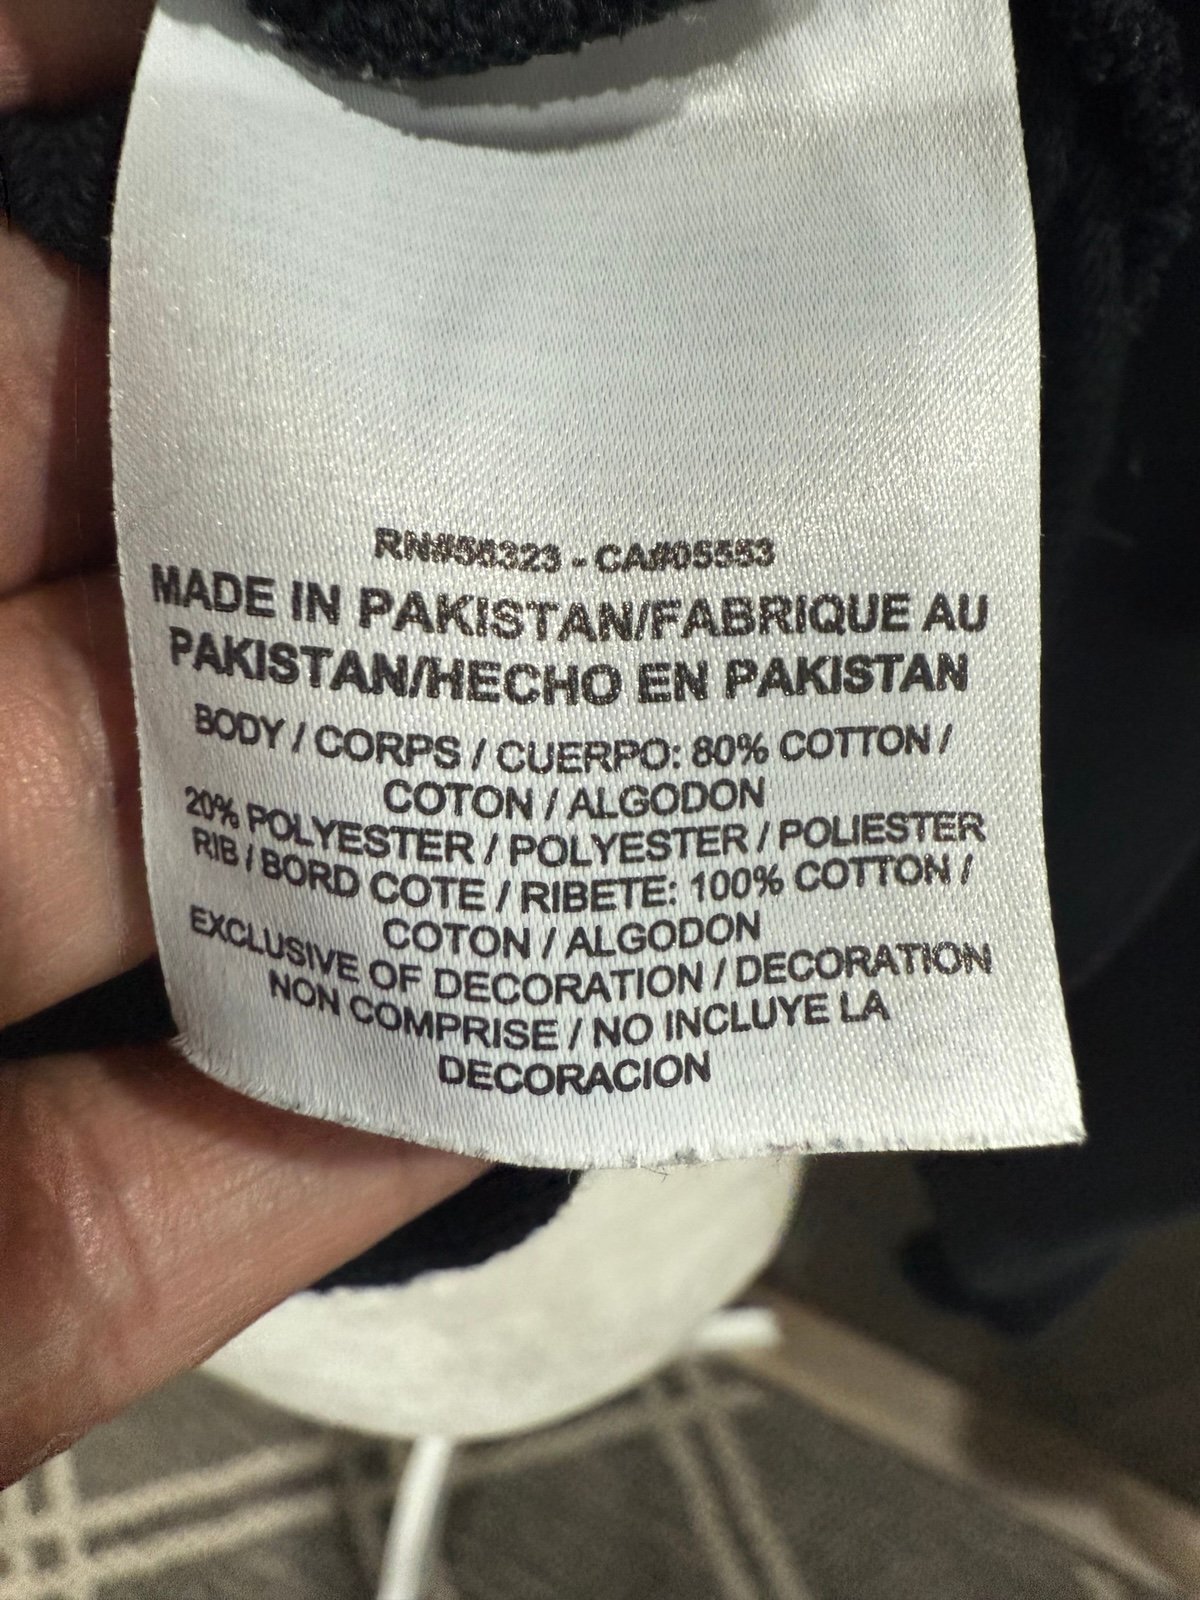 RN#56323 - CA#05553
MADE IN PAKISTAN/FABRIQUE AU
PAKISTAN/HECHO EN PAKISTAN
BODY / CORPS / CUERPO: 80% COTTON /
COTON / ALGODON
20% POLYESTER / POLYESTER / POLIESTER
RIB / BORD COTE / RIBETE: 100% COTTON /
COTON / ALGODON
EXCLUSIVE OF DECORATION / DECORATION
NON COMPRISE / NO INCLUYE LA
DECORACION